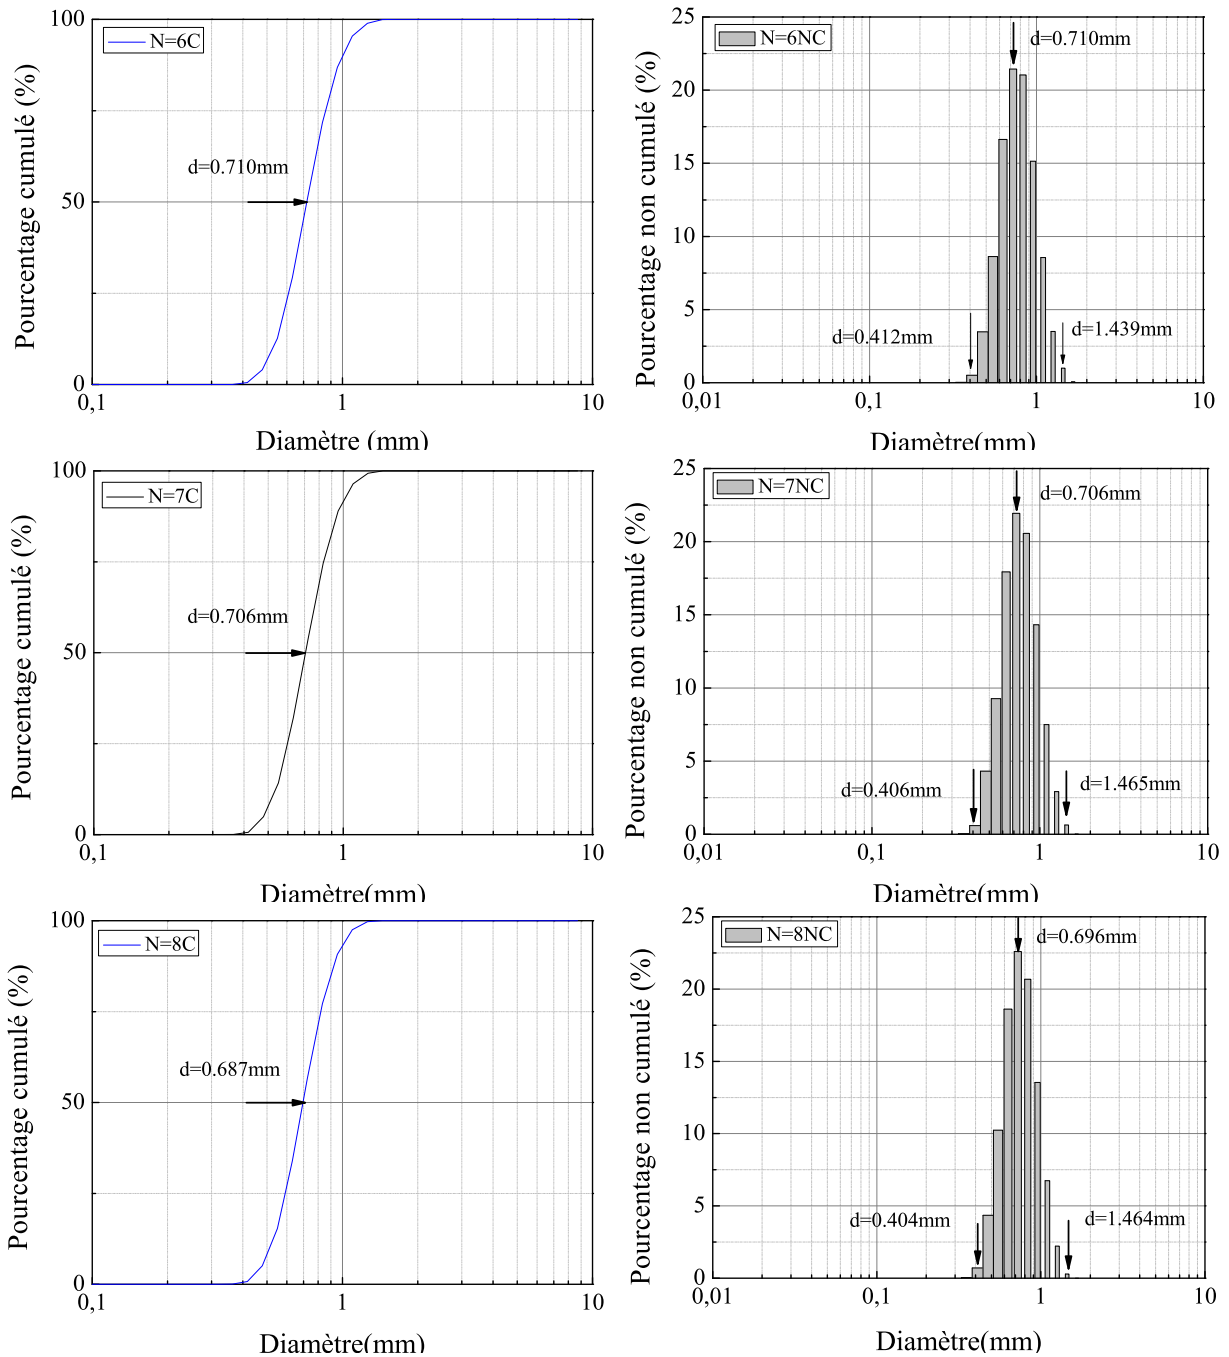 100
50
0
Pourcentage cumulé (%)
N=6C
d=0.710mm
0,1
1
10
Diamètre (mm)
25
20
15
10
5
0
Pourcentage non cumulé (%)
N=6NC
d=0.710mm
d=0.412mm
d=1.439mm
0,01
0,1
1
10
Diamètre(mm)
100
50
0
Pourcentage cumulé (%)
N=7C
d=0.706mm
0,1
1
10
Diamètre(mm)
25
20
15
10
5
0
Pourcentage non cumulé (%)
N=7NC
d=0.706mm
d=0.406mm
d=1.465mm
0,01
0,1
1
10
Diamètre(mm)
100
50
0
Pourcentage cumulé (%)
N=8C
d=0.687mm
0,1
1
10
Diamètre(mm)
25
20
15
10
5
0
Pourcentage non cumulé (%)
N=8NC
d=0.696mm
d=0.404mm
d=1.464mm
0,01
0,1
1
10
Diamètre(mm)